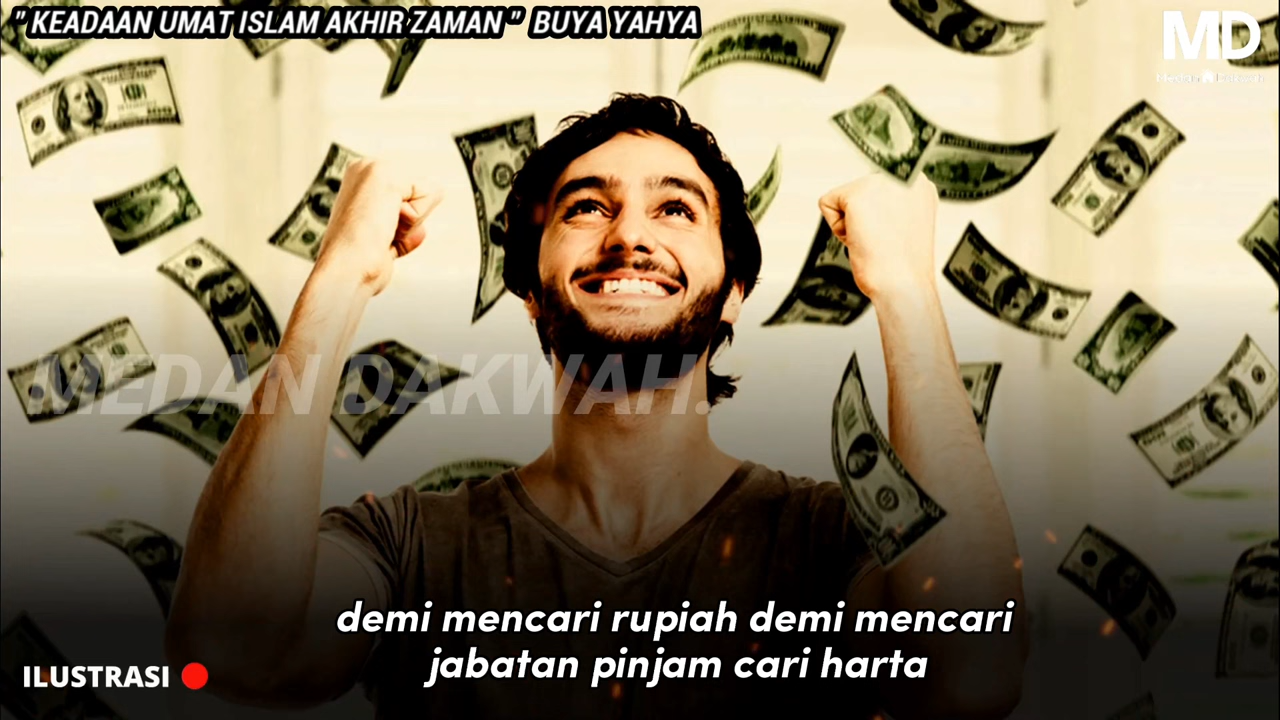 " KEADAAN UMAT ISLAM AKHIR ZAMAN " BUYA YAHYA
MD
MEDAN DAKWAH.
demi mencari rupiah demi mencari
jabatan pinjam cari harta
ILUSTRASI